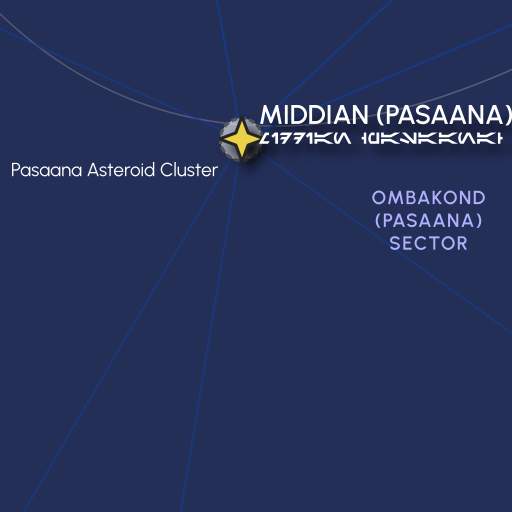 MIDDIAN (PASAANA)
Pasaana Asteroid Cluster
OMBAKOND
(PASAANA)
SECTOR